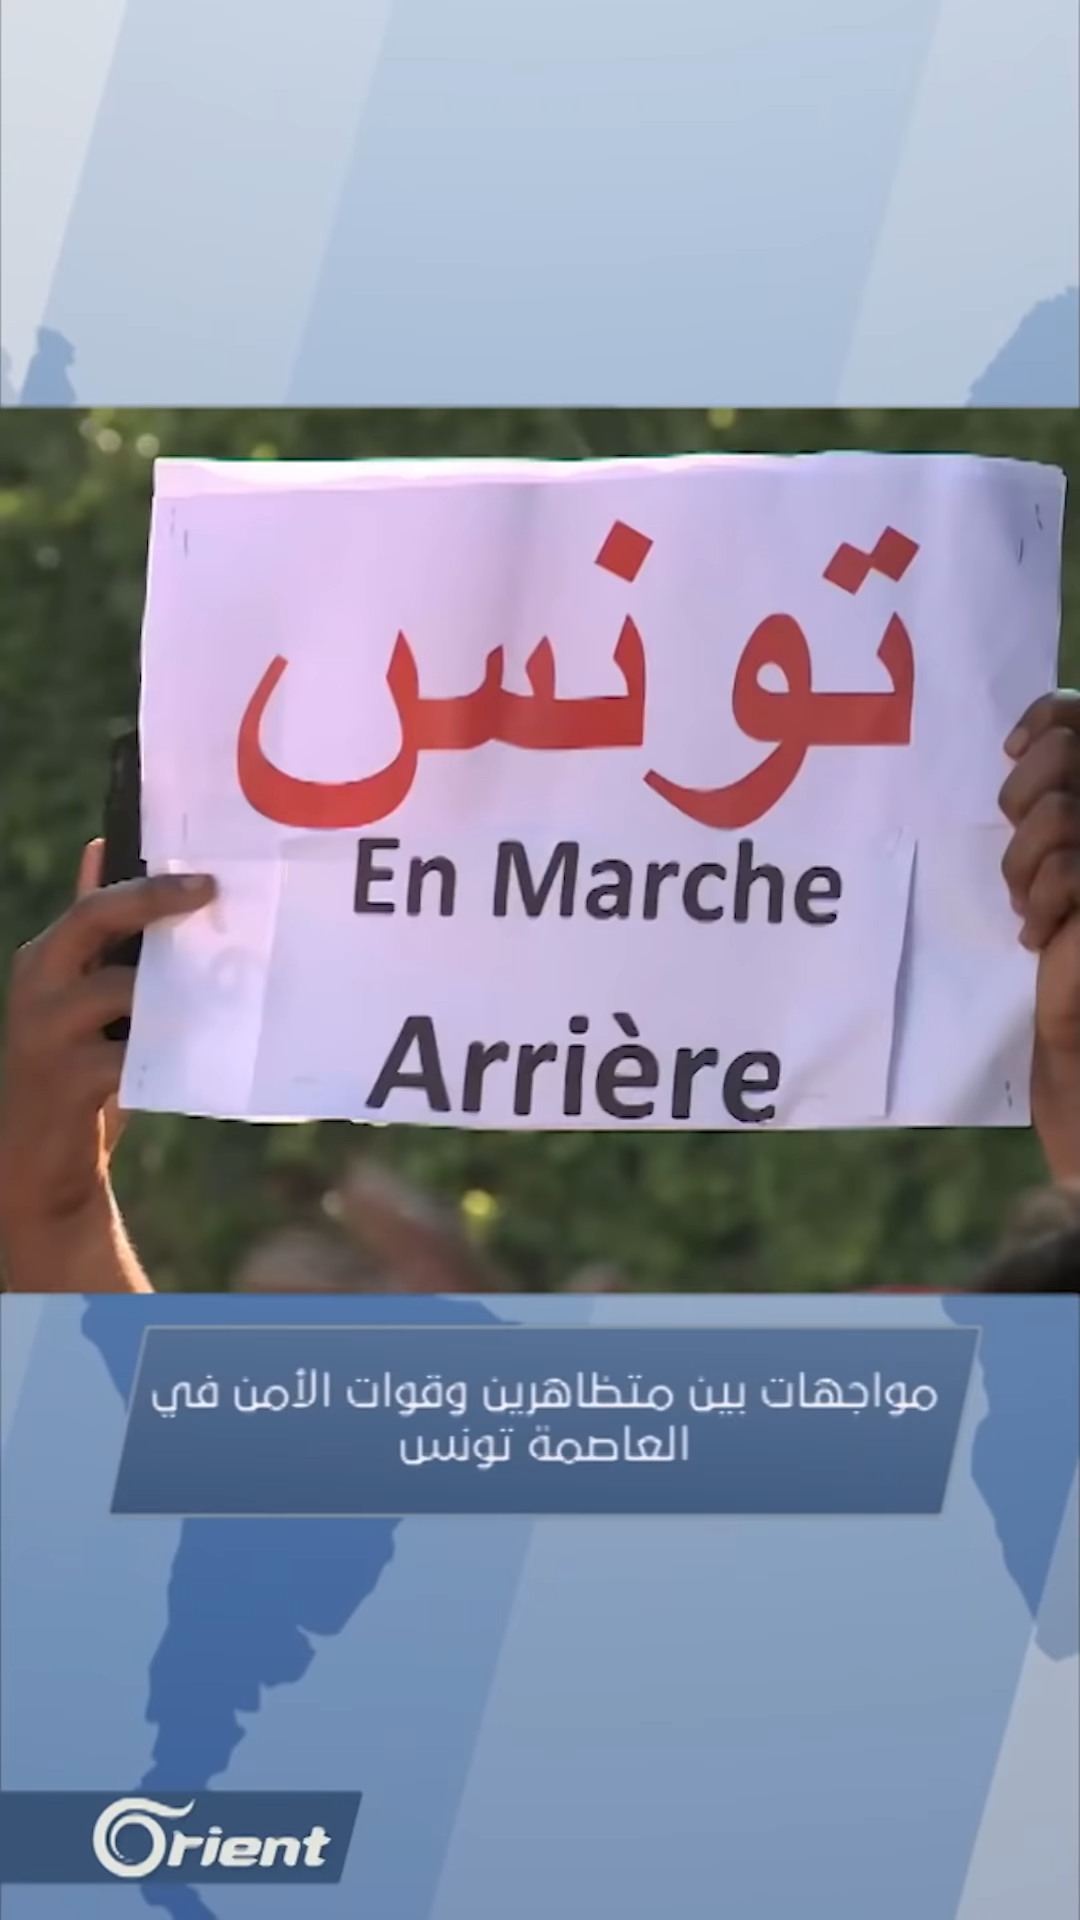 تونس
En Marche
Arrière
مواجهات بين متظاهرين وقوات الأمن في
العاصمة تونس
Orient